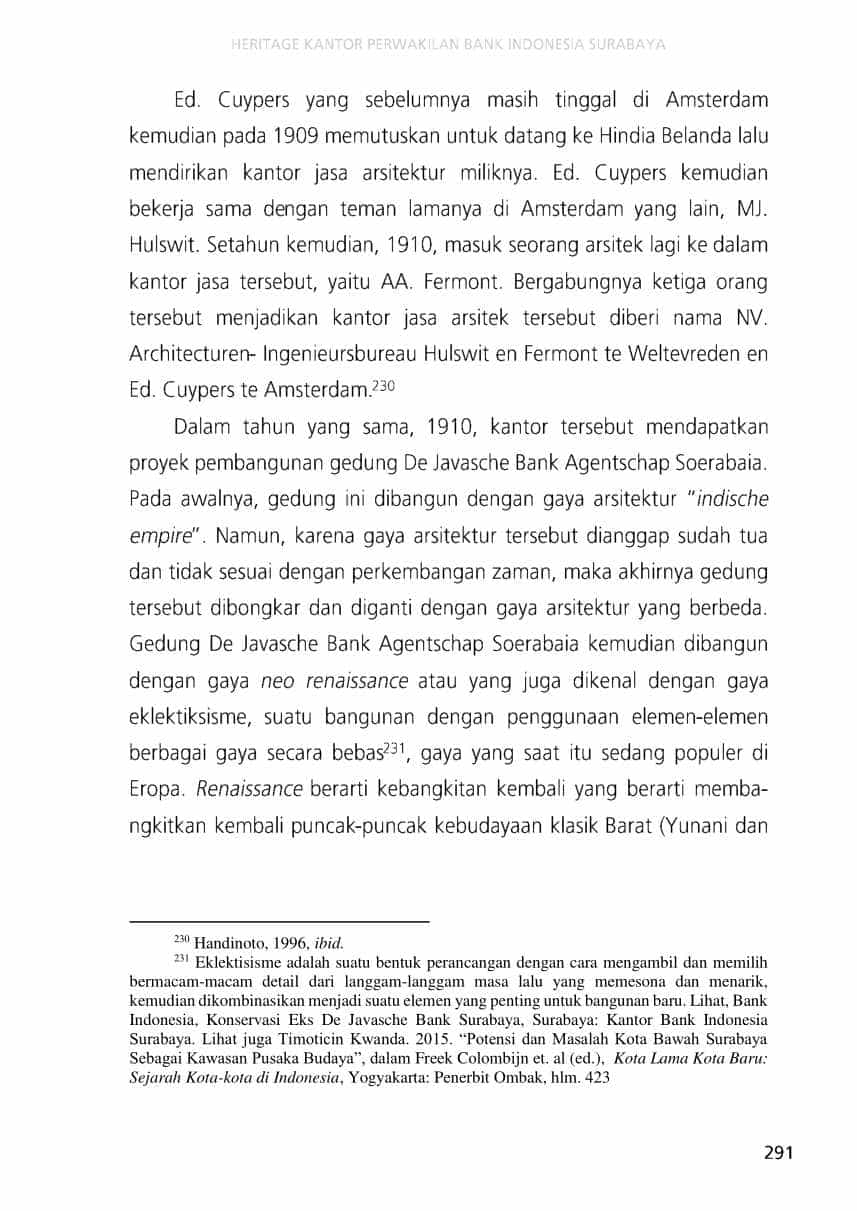 HERITAGE KANTOR PERWAKILAN BANK INDONESIA SURABAYA
Ed. Cuypers yang sebelumnya masih tinggal di Amsterdam
kemudian pada 1909 memutuskan untuk datang ke Hindia Belanda lalu
mendirikan kantor jasa arsitektur miliknya. Ed. Cuypers kemudian
bekerja sama dengan teman lamanya di Amsterdam yang lain, MJ.
Hulswit. Setahun kemudian, 1910, masuk seorang arsitek lagi ke dalam
kantor jasa tersebut, yaitu AA. Fermont. Bergabungnya ketiga orang
tersebut menjadikan kantor jasa arsitek tersebut diberi nama NV.
Architecturen- Ingenieursbureau Hulswit en Fermont te Weltevreden en
Ed. Cuypers te Amsterdam.230
Dalam tahun yang sama, 1910, kantor tersebut mendapatkan
proyek pembangunan gedung De Javasche Bank Agentschap Soerabaia.
Pada awalnya, gedung ini dibangun dengan gaya arsitektur "indische
empire". Namun, karena gaya arsitektur tersebut dianggap sudah tua
dan tidak sesuai dengan perkembangan zaman, maka akhirnya gedung
tersebut dibongkar dan diganti dengan gaya arsitektur yang berbeda.
Gedung De Javasche Bank Agentschap Soerabaia kemudian dibangun
dengan gaya neo renaissance atau yang juga dikenal dengan gaya
eklektiksisme, suatu bangunan dengan penggunaan elemen-elemen
berbagai gaya secara bebas231, gaya yang saat itu sedang populer di
Eropa. Renaissance berarti kebangkitan kembali yang berarti memba-
ngkitkan kembali puncak-puncak kebudayaan klasik Barat (Yunani dan
230 Handinoto, 1996, ibid.
231 Eklektisisme adalah suatu bentuk perancangan dengan cara mengambil dan memilih
bermacam-macam detail dari langgam-langgam masa lalu yang memesona dan menarik,
kemudian dikombinasikan menjadi suatu elemen yang penting untuk bangunan baru. Lihat, Bank
Indonesia, Konservasi Eks De Javasche Bank Surabaya, Surabaya: Kantor Bank Indonesia
Surabaya. Lihat juga Timoticin Kwanda. 2015. “Potensi dan Masalah Kota Bawah Surabaya
Sebagai Kawasan Pusaka Budaya”, dalam Freek Colombijn et. al (ed.), Kota Lama Kota Baru:
Sejarah Kota-kota di Indonesia, Yogyakarta: Penerbit Ombak, hlm. 423
291